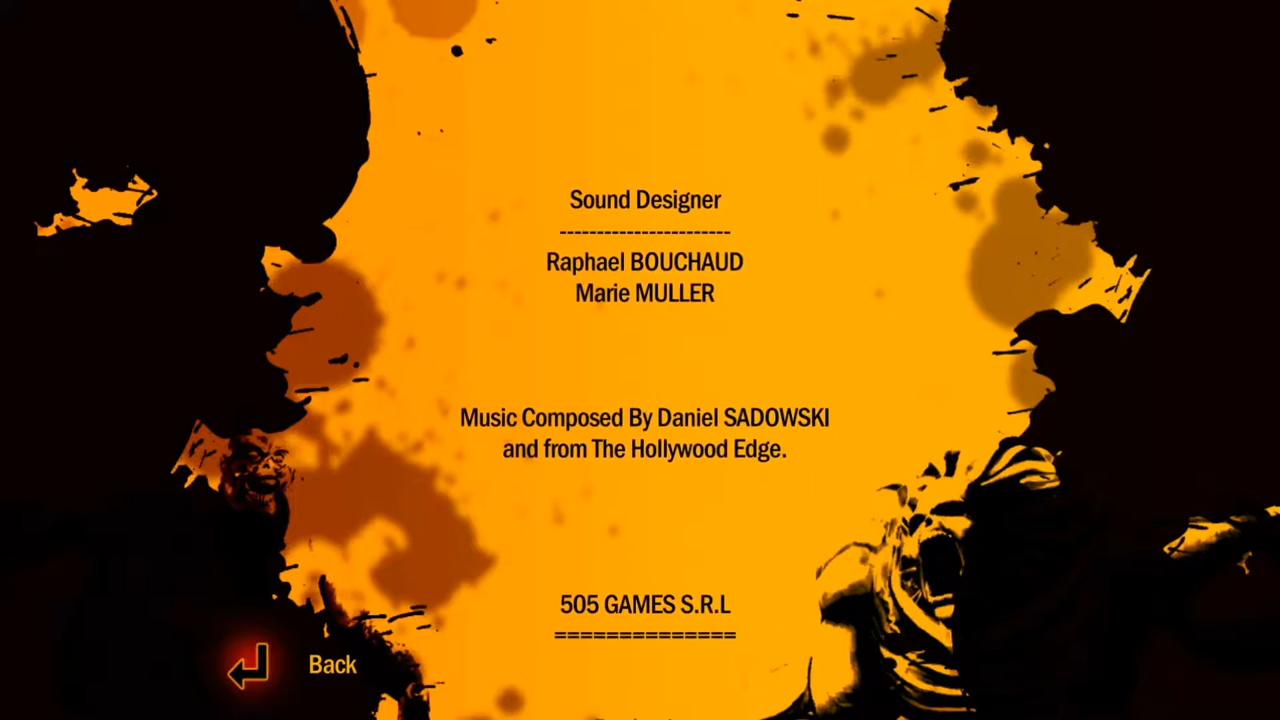 Sound Designer
-----------------------
Raphael BOUCHAUD
Marie MULLER
Music Composed By Daniel SADOWSKI
and from The Hollywood Edge.
505 GAMES S.R.L
==============
Back